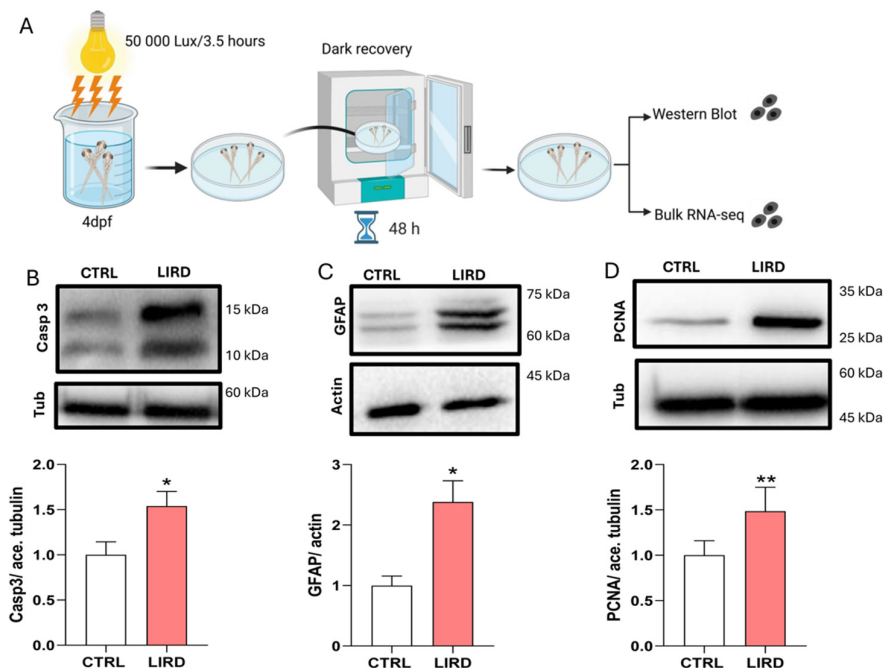 A
50 000 Lux/3.5 hours
Dark recovery
4dpf
48 h
Western Blot
Bulk RNA-seq
B
CTRL LIRD
Casp 3
15 kDa
10 kDa
Tub
60 kDa
C
CTRL LIRD
GFAP
75 kDa
60 kDa
Actin
45 kDa
D
CTRL LIRD
PCNA
35 kDa
25 kDa
Tub
60 kDa
45 kDa
Casp3/ ace. tubulin
2.0
1.5
1.0
0.5
0.0
*
CTRL LIRD
GFAP/ actin
3
2
1
0
*
CTRL LIRD
PCNA/ ace. tubulin
2.0
1.5
1.0
0.5
0.0
**
CTRL LIRD